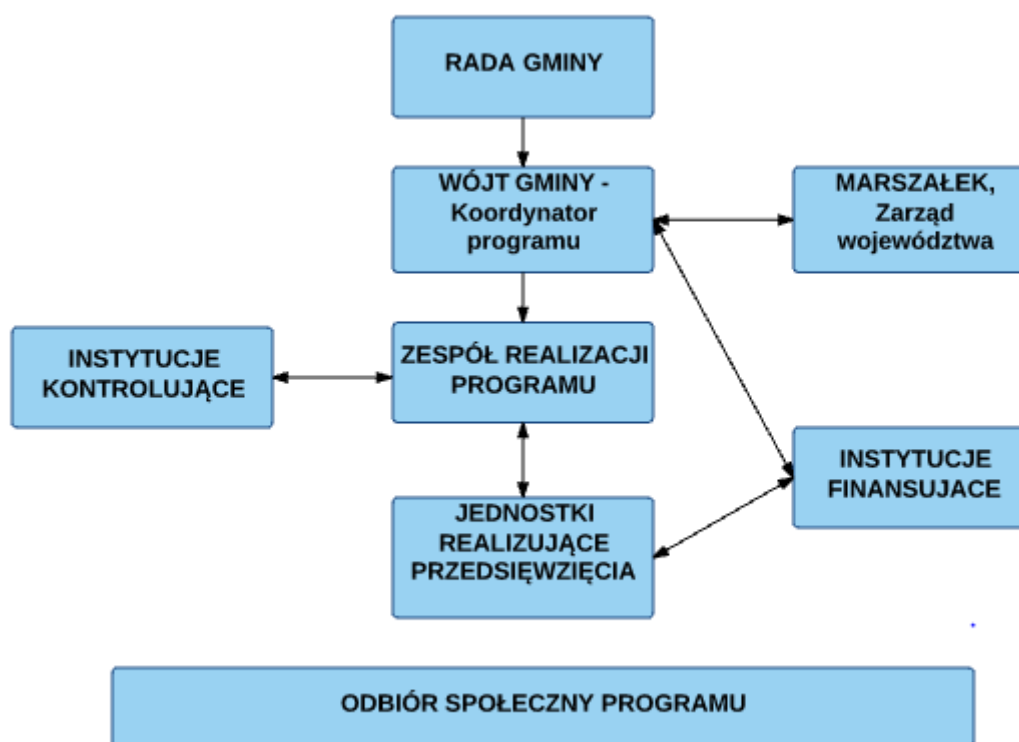 RADA GMINY
WÓJT GMINY -
Koordynator
programu
MARSZAŁEK,
Zarząd
województwa
INSTYTUCJE
KONTROLUJĄCE
ZESPÓŁ REALIZACJI
PROGRAMU
INSTYTUCJE
FINANSUJACE
JEDNOSTKI
REALIZUJĄCE
PRZEDSIĘWZIĘCIA
ODBIÓR SPOŁECZNY PROGRAMU